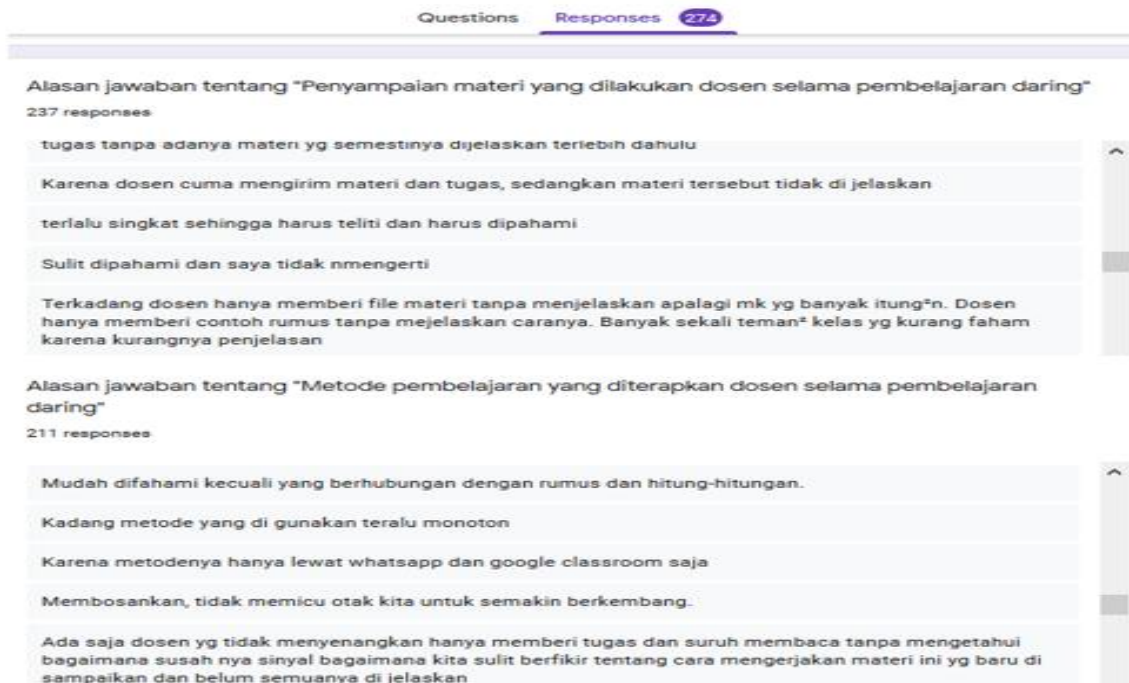 Questions Responses 274
Alasan jawaban tentang "Penyampaian materi yang dilakukan dosen selama pembelajaran daring"
237 responses
tugas tanpa adanya materi yg semestinya dijelaskan terlebih dahulu
Karena dosen cuma mengirim materi dan tugas, sedangkan materi tersebut tidak di jelaskan
terlalu singkat sehingga harus teliti dan harus dipahami
Sulit dipahami dan saya tidak nmengerti
Terkadang dosen hanya memberi file materi tanpa menjelaskan apalagi mk yg banyak itung²n. Dosen
hanya memberi contoh rumus tanpa mejelaskan caranya. Banyak sekali teman² kelas yg kurang faham
karena kurangnya penjelasan
Alasan jawaban tentang "Metode pembelajaran yang diterapkan dosen selama pembelajaran
daring"
211 responses
Mudah difahami kecuali yang berhubungan dengan rumus dan hitung-hitungan.
Kadang metode yang di gunakan teralu monoton
Karena metodenya hanya lewat whatsapp dan google classroom saja
Membosankan, tidak memicu otak kita untuk semakin berkembang.
Ada saja dosen yg tidak menyenangkan hanya memberi tugas dan suruh membaca tanpa mengetahui
bagaimana susah nya sinyal bagaimana kita sulit berfikir tentang cara mengerjakan materi ini yg baru di
sampaikan dan belum semuanya di jelaskan